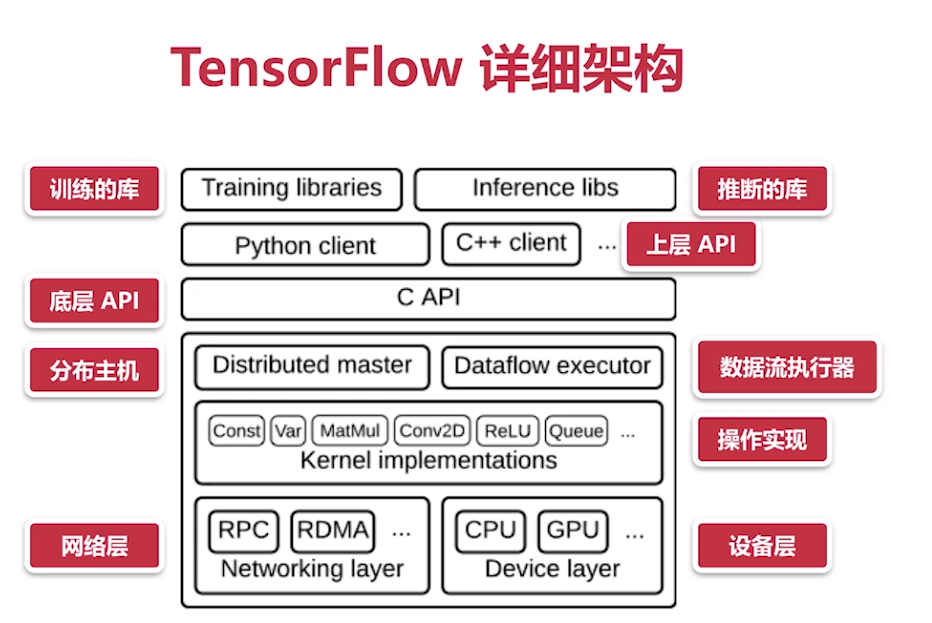 TensorFlow 详细架构
训练的库
Training libraries
Inference libs
推断的库
Python client
C++ client
...
上层 API
底层 API
C API
分布主机
Distributed master
Dataflow executor
数据流执行器
Const
Var
MatMul
Conv2D
ReLU
Queue
...
Kernel implementations
操作实现
网络层
RPC
RDMA
...
Networking layer
CPU
GPU
...
Device layer
设备层